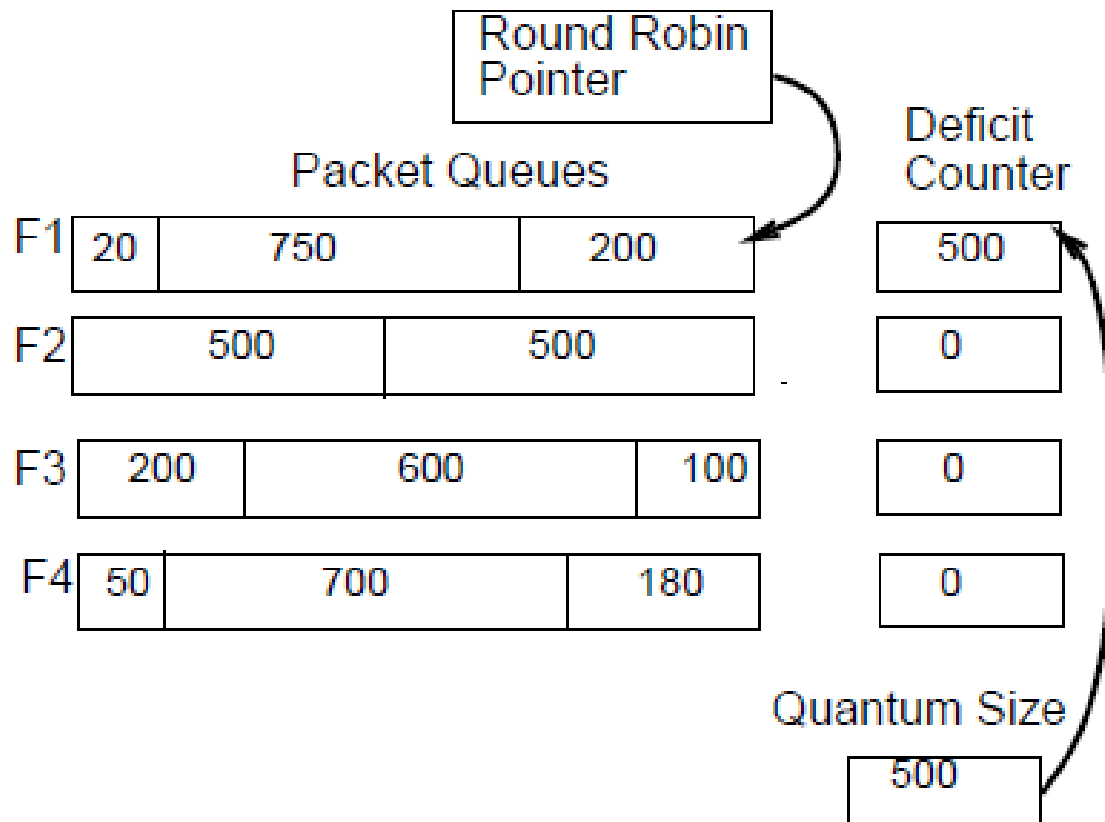 Round Robin
Pointer
Deficit
Counter
Packet Queues
F1 20 750 200 500
F2 500 500 0
F3 200 600 100 0
F4 50 700 180 0
Quantum Size
500